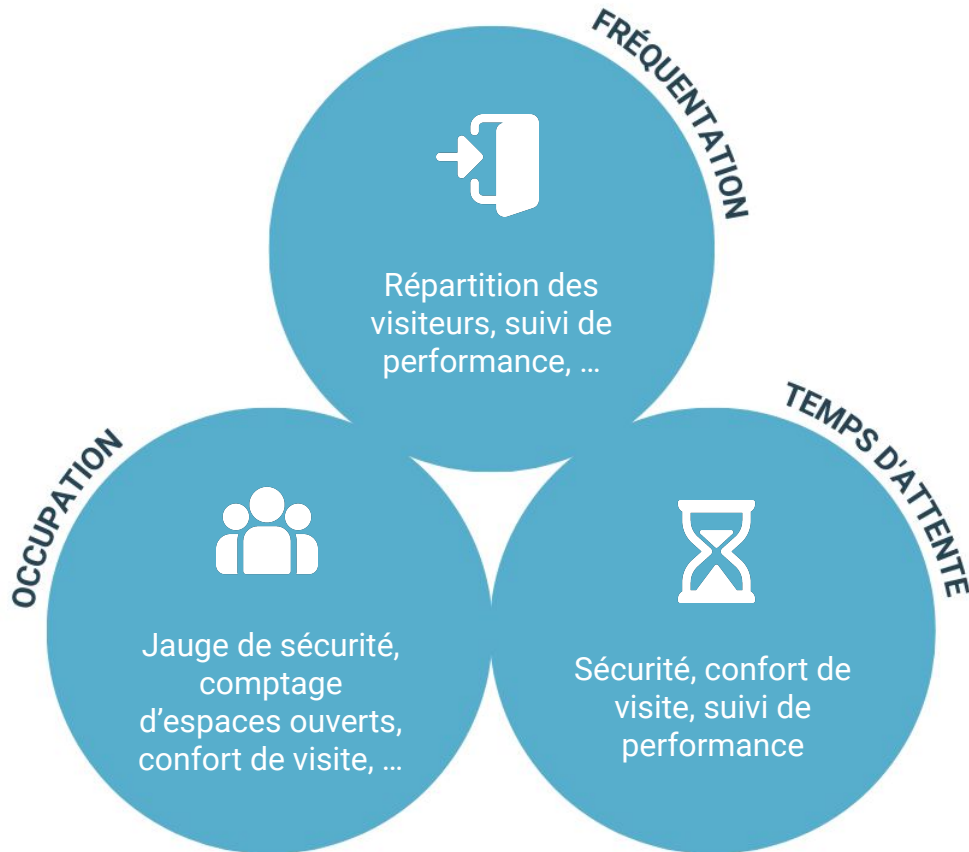 FRÉQUENTATION
Répartition des
visiteurs, suivi de
performance, ...
OCCUPATION
Jauge de sécurité,
comptage
d’espaces ouverts,
confort de visite, ...
TEMPS D'ATTENTE
Sécurité, confort de
visite, suivi de
performance